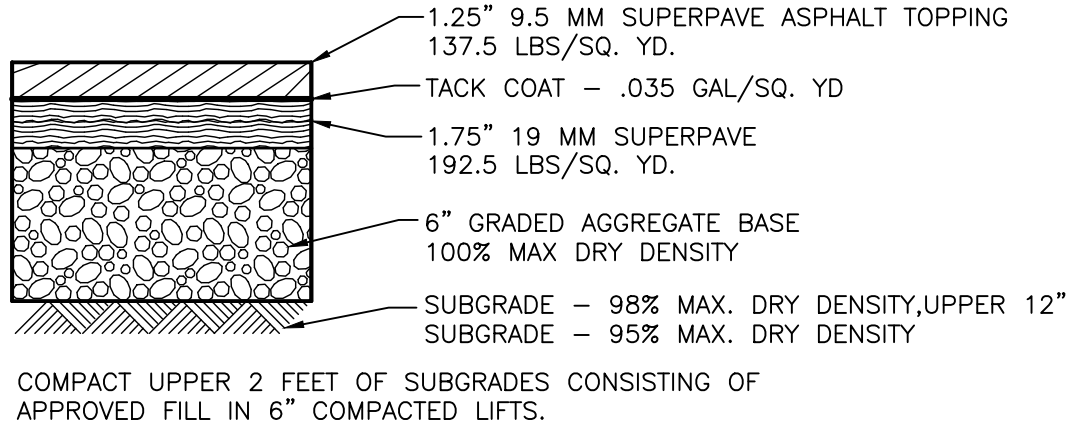 1.25” 9.5 MM SUPERPAVE ASPHALT TOPPING
137.5 LBS/SQ. YD.
TACK COAT – .035 GAL/SQ. YD
1.75” 19 MM SUPERPAVE
192.5 LBS/SQ. YD.
6” GRADED AGGREGATE BASE
100% MAX DRY DENSITY
SUBGRADE – 98% MAX. DRY DENSITY,UPPER 12”
SUBGRADE – 95% MAX. DRY DENSITY
COMPACT UPPER 2 FEET OF SUBGRADES CONSISTING OF
APPROVED FILL IN 6” COMPACTED LIFTS.